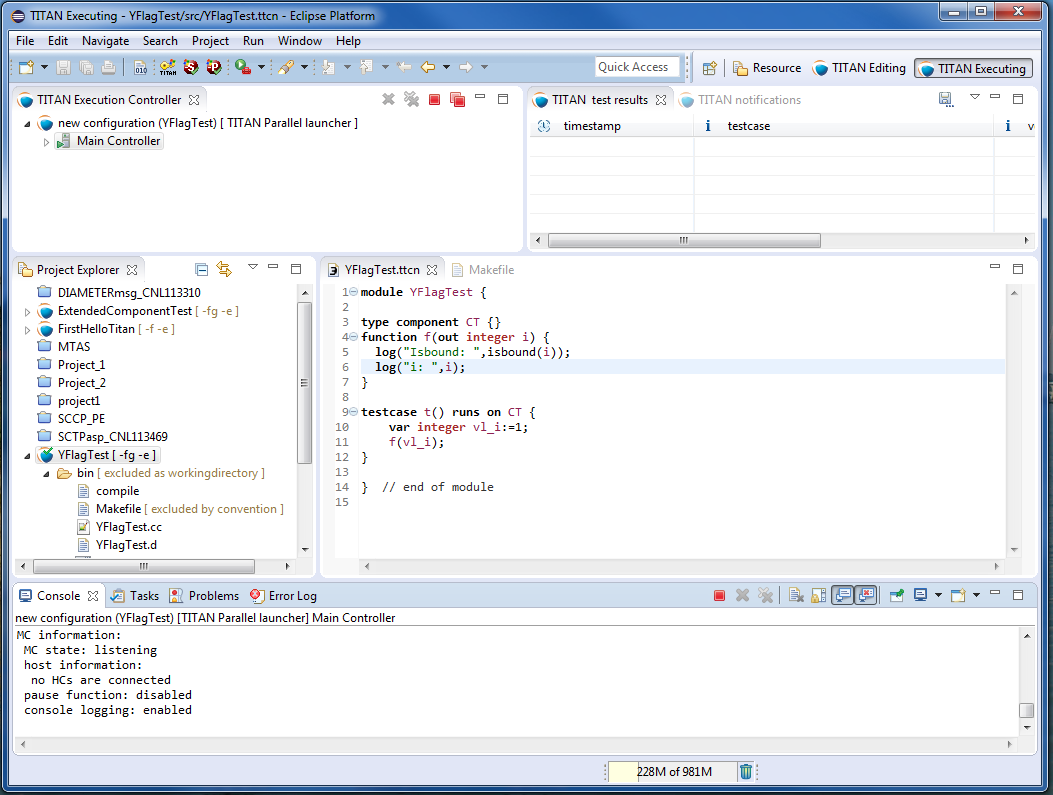 TITAN Executing - YFlagTest/src/YFlagTest.ttcn - Eclipse Platform
File Edit Navigate Search Project Run Window Help
010 TITAN S P Quick Access Resource TITAN Editing TITAN Executing
TITAN Execution Controller
new configuration (YFlagTest) [ TITAN Parallel launcher ]
Main Controller
TITAN test results TITAN notifications
timestamp i testcase i v
Project Explorer
DIAMETERmsg_CNL113310
ExtendedComponentTest [ -fg -e ]
FirstHelloTitan [ -f -e ]
MTAS
Project_1
Project_2
project1
SCCP_PE
SCTPasp_CNL113469
YFlagTest [ -fg -e ]
bin [ excluded as workingdirectory ]
compile
Makefile [ excluded by convention ]
YFlagTest.cc
YFlagTest.d
3 YFlagTest.ttcn Makefile
1 module YFlagTest {
2
3 type component CT {}
4 function f(out integer i) {
5 log("Isbound: ",isbound(i));
6 log("i: ",i);
7 }
8
9 testcase t() runs on CT {
10 var integer vl_i:=1;
11 f(vl_i);
12 }
13
14 } // end of module
15
Console Tasks Problems Error Log
new configuration (YFlagTest) [TITAN Parallel launcher] Main Controller
MC information:
MC state: listening
host information:
no HCs are connected
pause function: disabled
console logging: enabled
228M of 981M